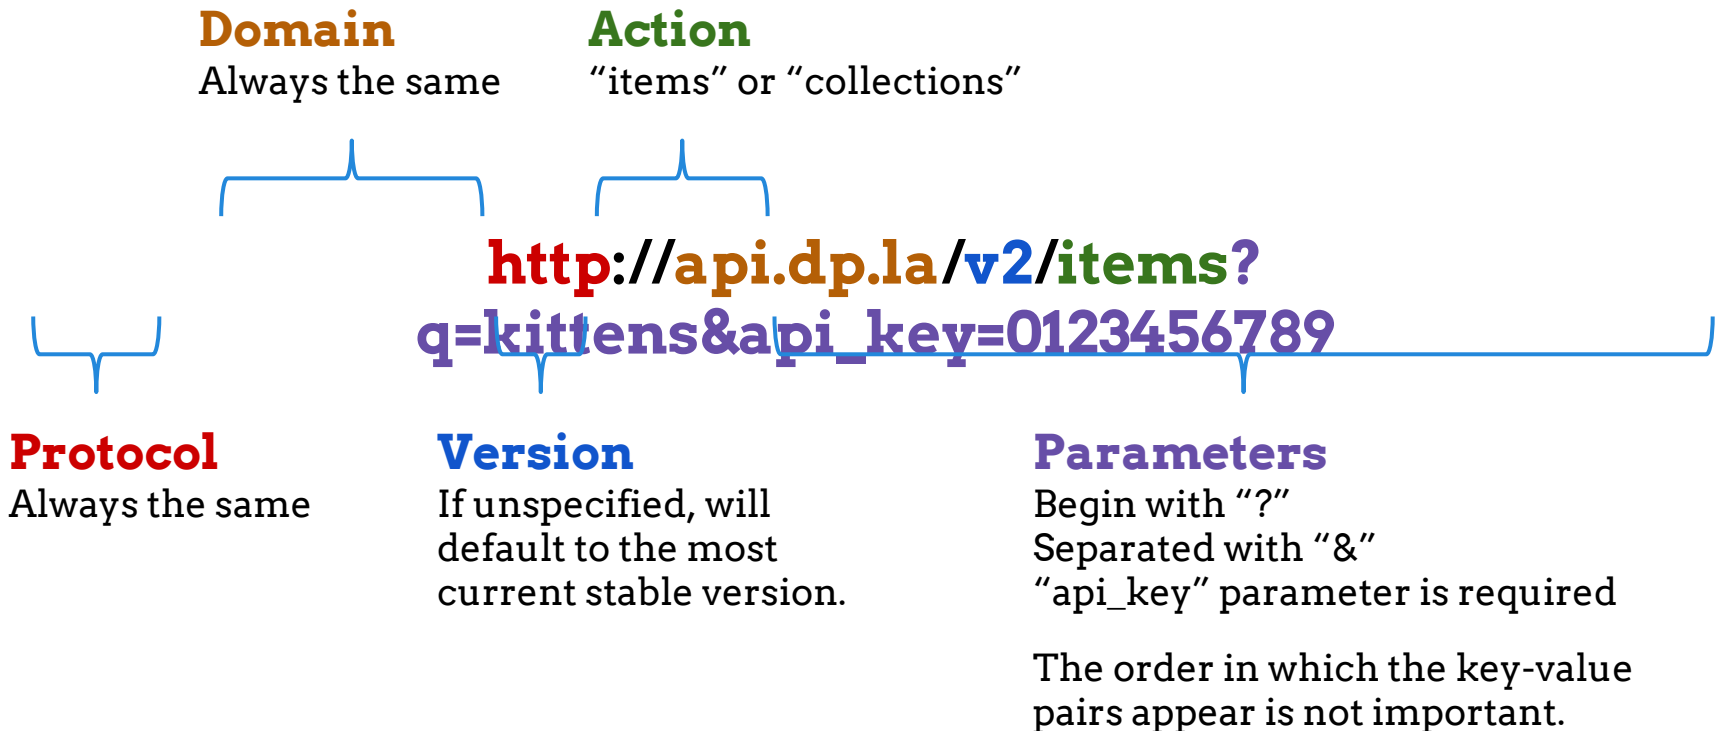 Domain
Always the same
Action
“items” or “collections”
http://api.dp.la/v2/items?
q=kittens&api_key=0123456789
Protocol
Always the same
Version
If unspecified, will
default to the most
current stable version.
Parameters
Begin with “?”
Separated with “&”
“api_key” parameter is required
The order in which the key-value
pairs appear is not important.